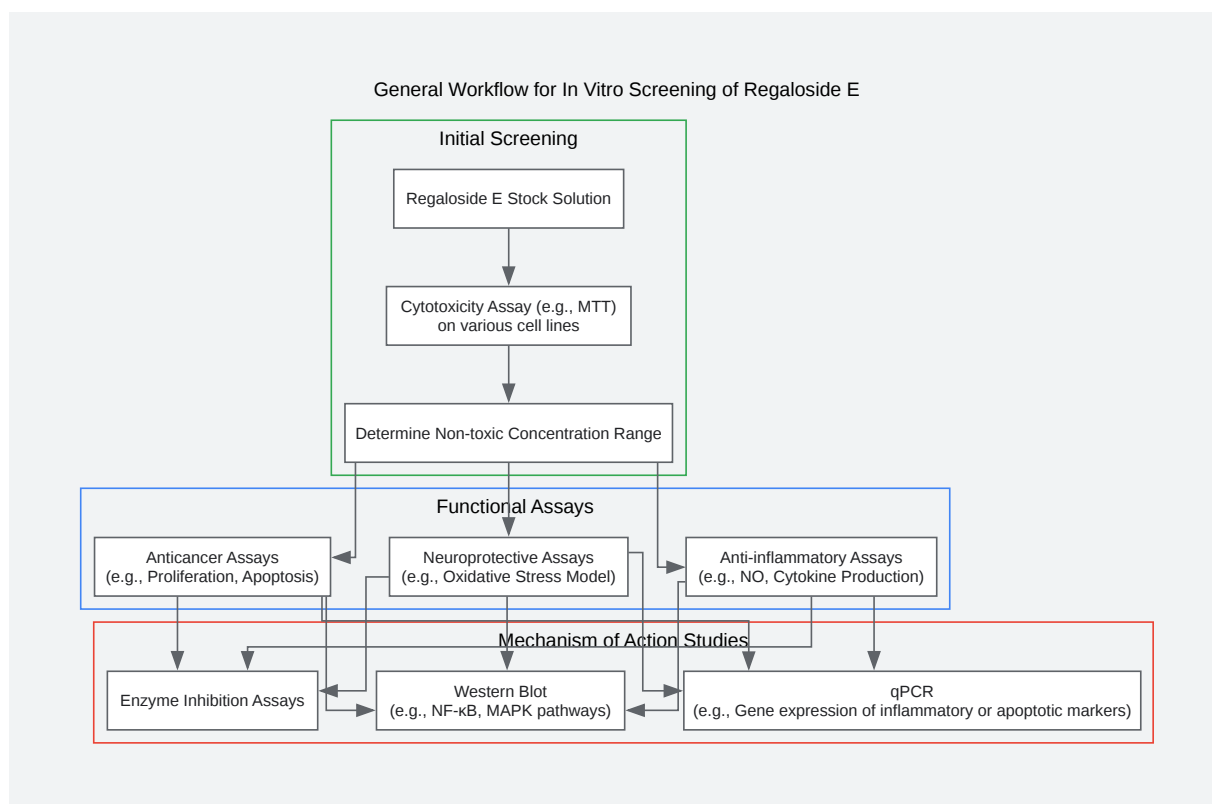 General Workflow for In Vitro Screening of Regaloside E
Initial Screening
Regaloside E Stock Solution
Cytotoxicity Assay (e.g., MTT)
on various cell lines
Determine Non-toxic Concentration Range
Functional Assays
Anticancer Assays
(e.g., Proliferation, Apoptosis)
Neuroprotective Assays
(e.g., Oxidative Stress Model)
Anti-inflammatory Assays
(e.g., NO, Cytokine Production)
Mechanism of Action Studies
Enzyme Inhibition Assays
Western Blot
(e.g., NF-κB, MAPK pathways)
qPCR
(e.g., Gene expression of inflammatory or apoptotic markers)